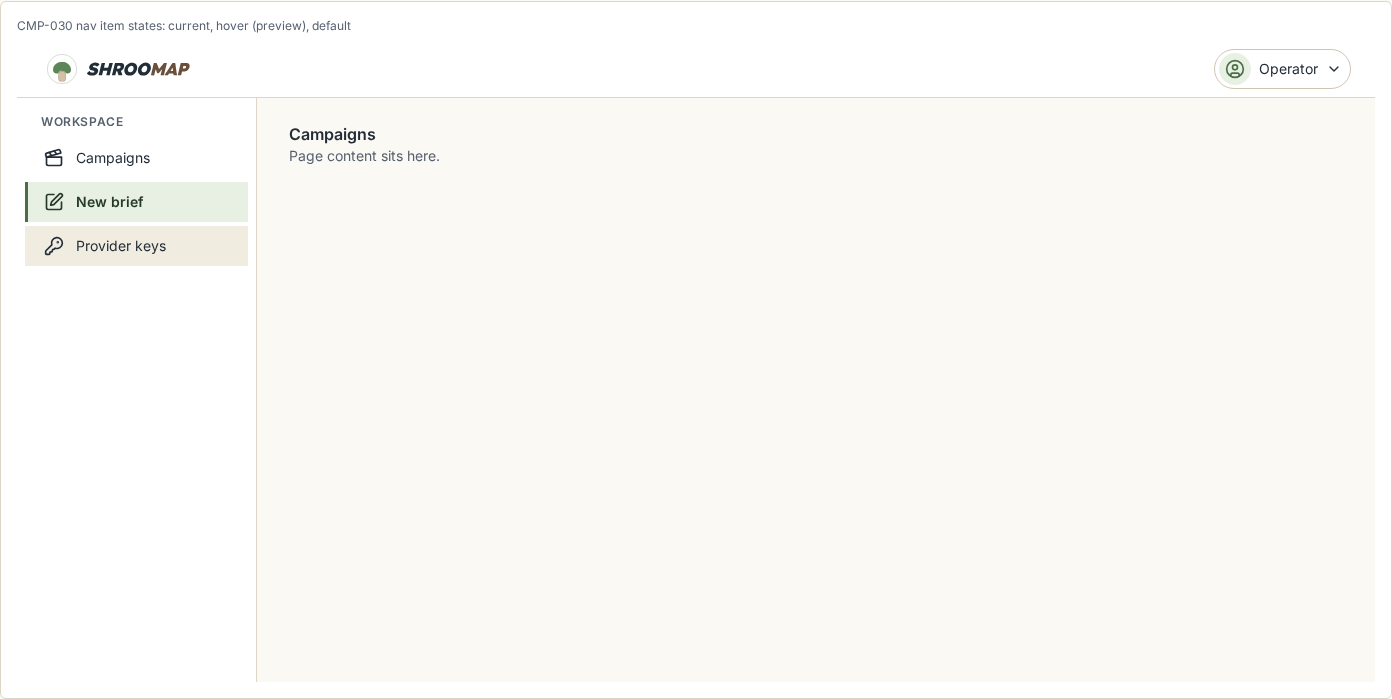 CMP-030 nav item states: current, hover (preview), default
SHROOMAP
Operator
WORKSPACE
Campaigns
New brief
Provider keys
Campaigns
Page content sits here.